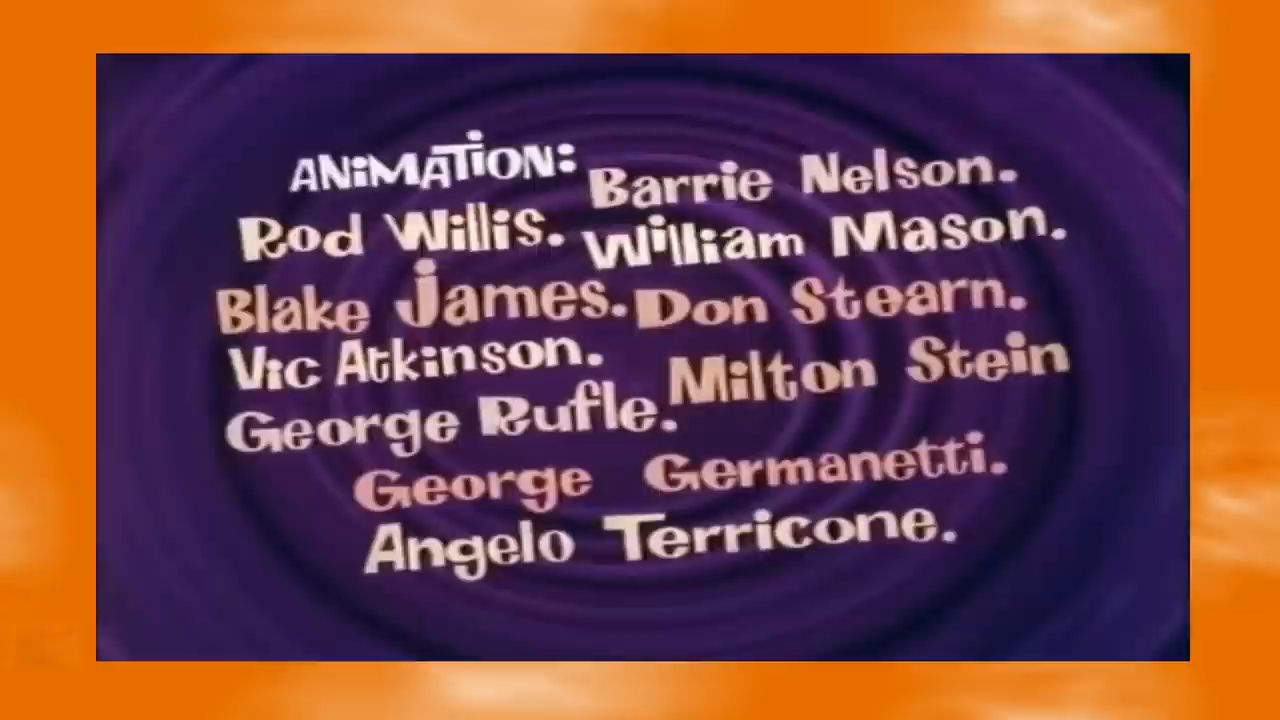 ANiMATiON: Barrie Nelson.
Rod Willis. William Mason.
Blake James. Don Stearn.
Vic Atkinson. Milton Stein
George Rufle.
George Germanetti.
Angelo Terricone.